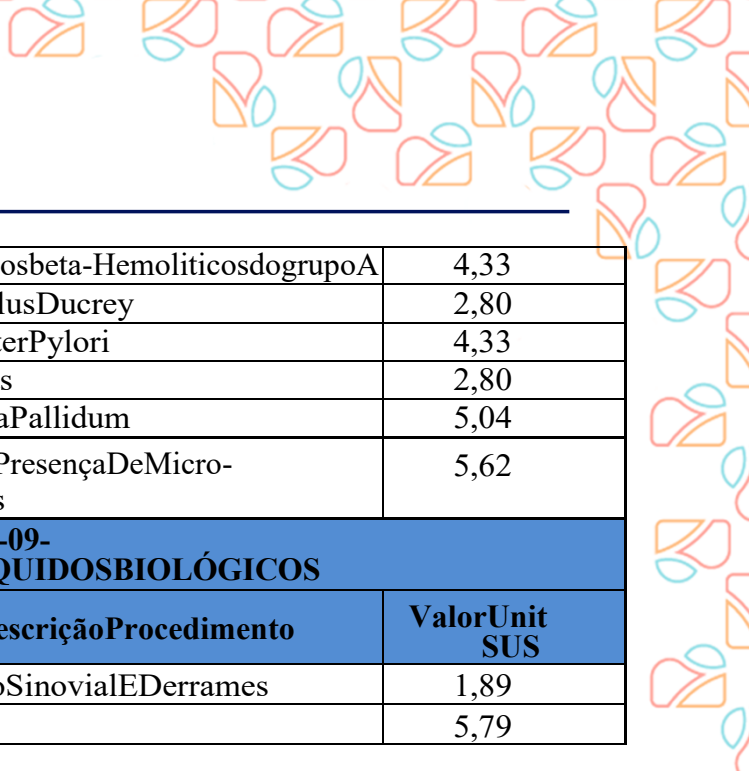 osbeta-HemoliticosdogrupoA 4,33
lusDucrey 2,80
terPylori 4,33
s 2,80
aPallidum 5,04
PresençaDeMicro- 5,62
s
-09-
QUIDOSBIOLÓGICOS
escriçãoProcedimento ValorUnit
SUS
oSinovialEDerrames 1,89
5,79